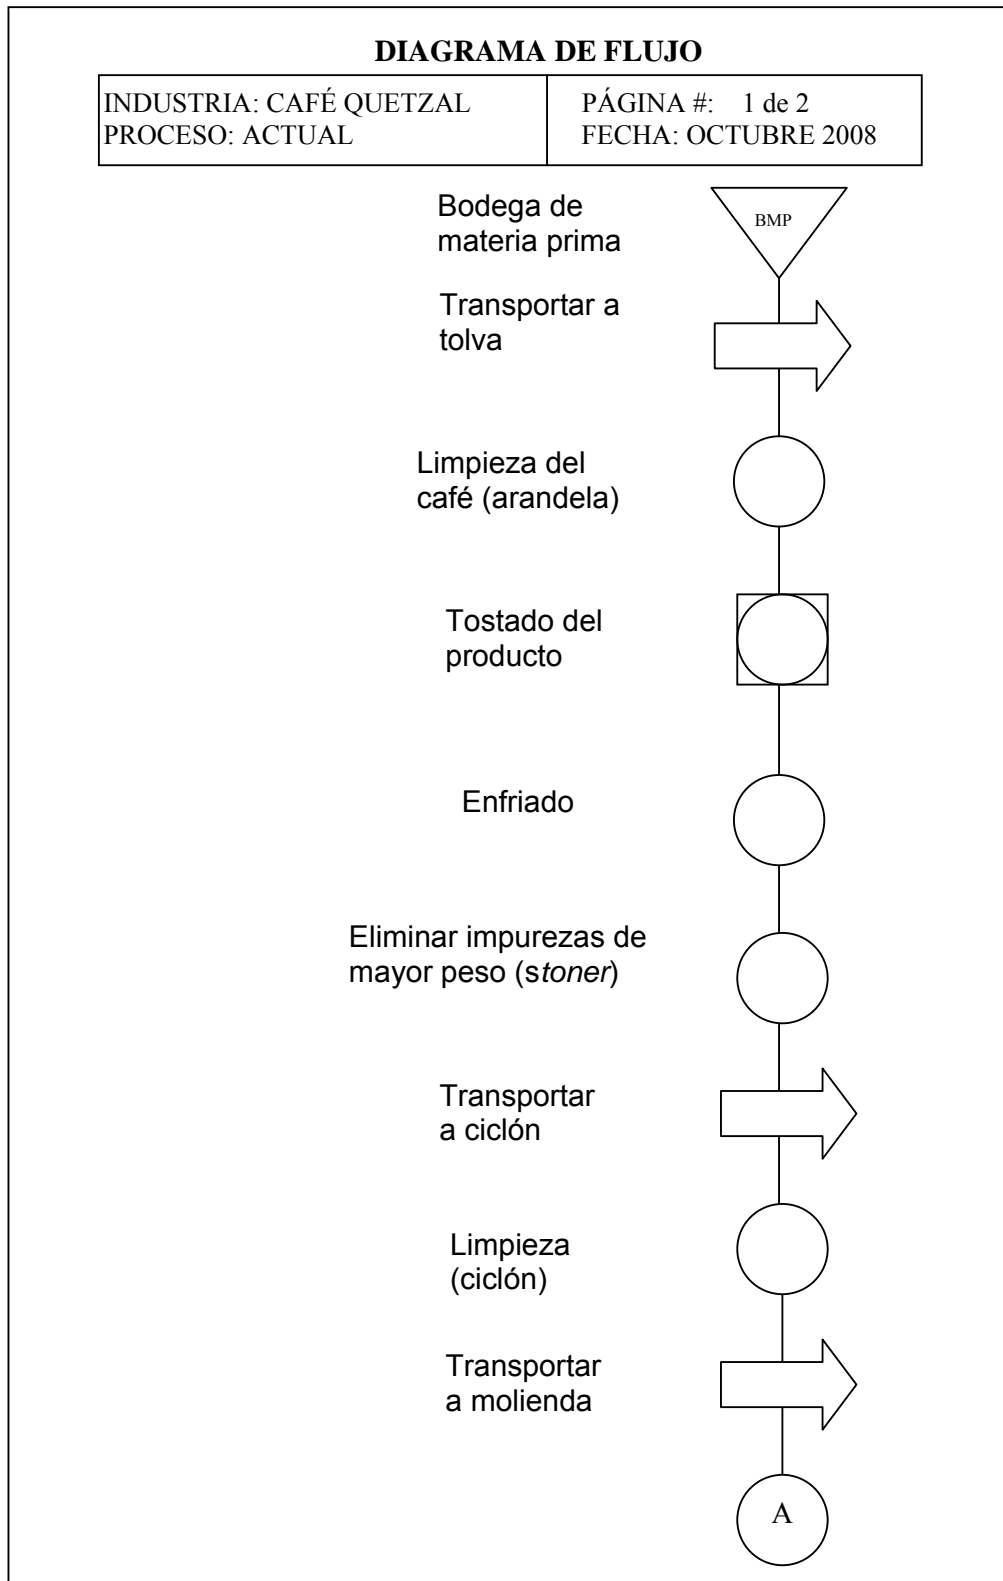 DIAGRAMA DE FLUJO
INDUSTRIA: CAFÉ QUETZAL
PROCESO: ACTUAL
PÁGINA #: 1 de 2
FECHA: OCTUBRE 2008
Bodega de
materia prima
BMP
Transportar a
tolva
Limpieza del
café (arandela)
Tostado del
producto
Enfriado
Eliminar impurezas de
mayor peso (stoner)
Transportar
a ciclón
Limpieza
(ciclón)
Transportar
a molienda
A